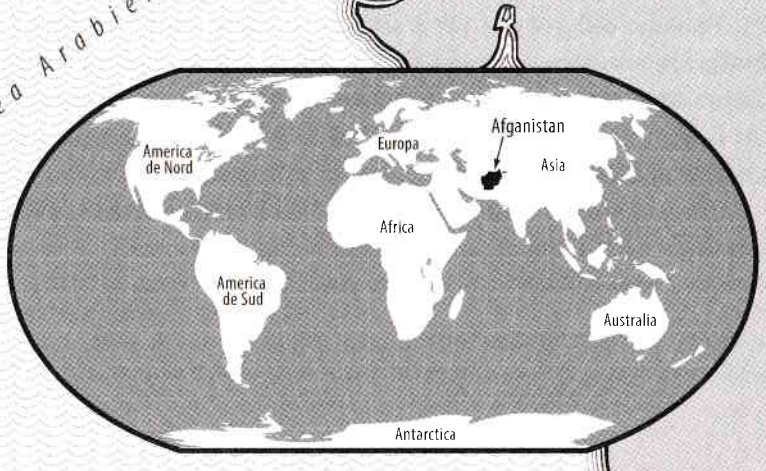 a Arabie
Afganistan
America
de Nord
Europa
Asia
Africa
America
de Sud
Australia
Antarctica